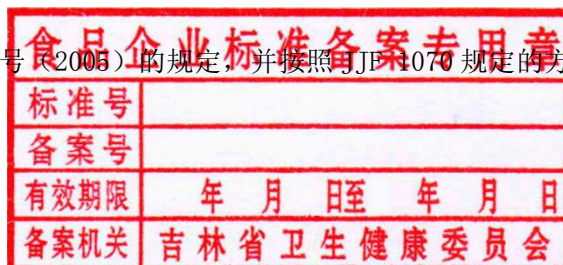 食品企业标准备案专用章
号（2005）的规定，并按照 JJF 1070 规定的方
标准号
备案号
有效期限 年 月 日至 年 月 日
备案机关 吉林省卫生健康委员会